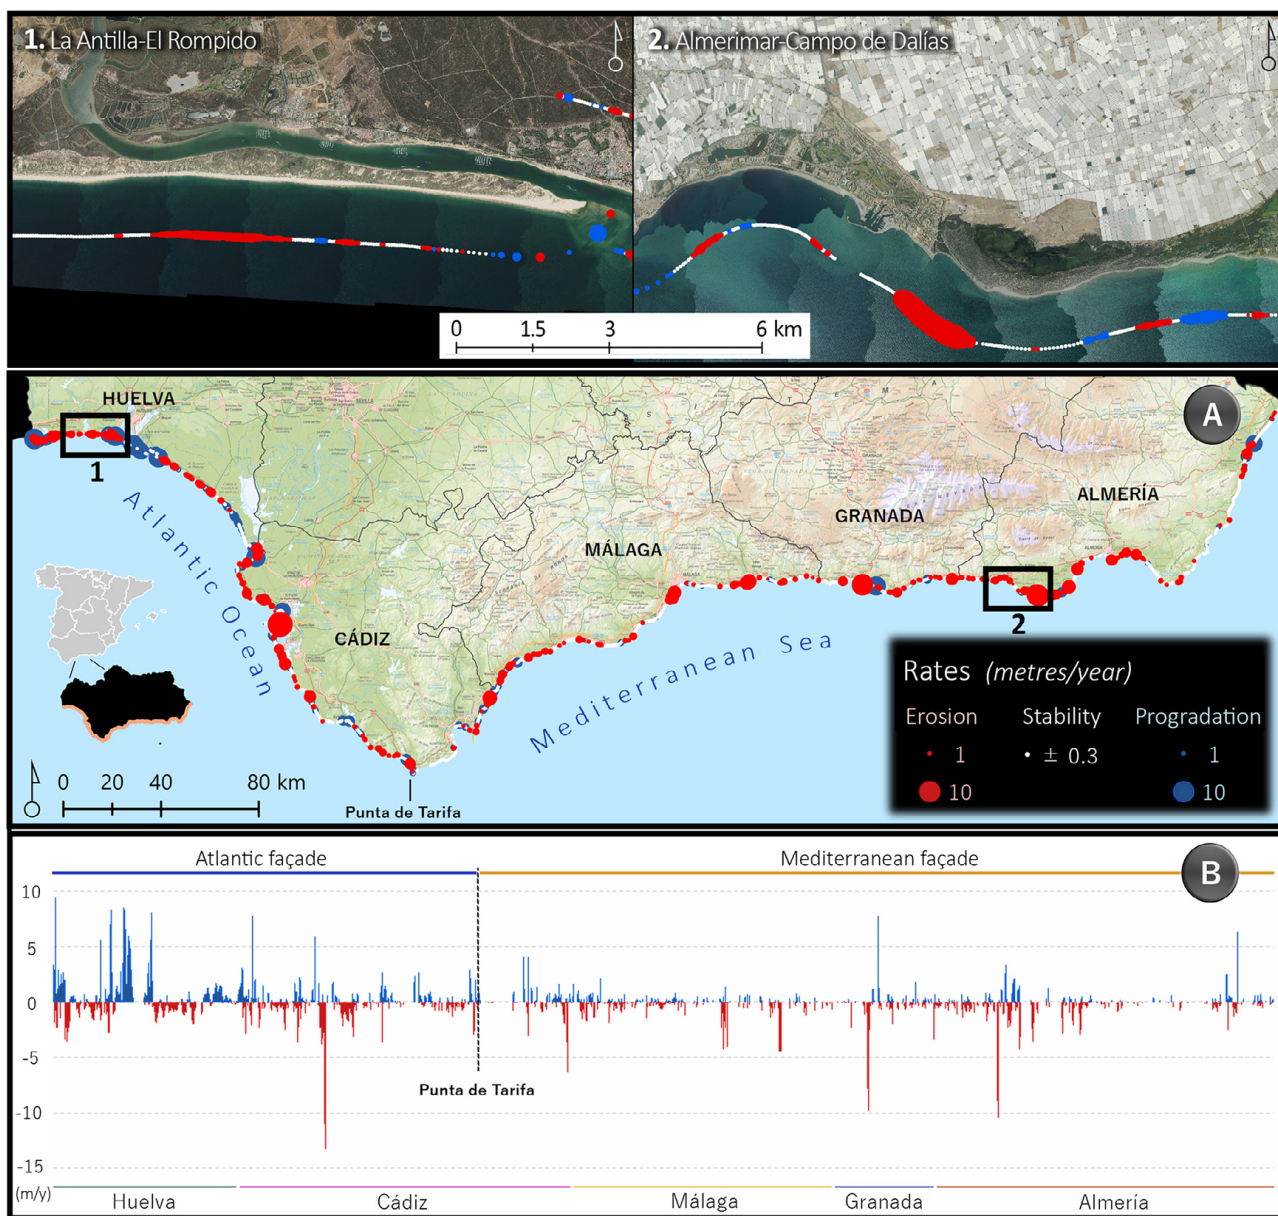 1. La Antilla-El Rompido
2. Almerimar-Campo de Dalías
0 1.5 3 6 km
A
HUELVA
1
Atlantic Ocean
ALMERÍA
GRANADA
MÁLAGA
CÁDIZ
2
Mediterranean Sea
Rates (metres/year)
Erosion Stability Progradation
1 ± 0.3 1
10 10
0 20 40 80 km
Punta de Tarifa
Atlantic façade Mediterranean façade
B
10
5
0
-5
Punta de Tarifa
-10
-15
(m/y)
Huelva Cádiz Málaga Granada Almería